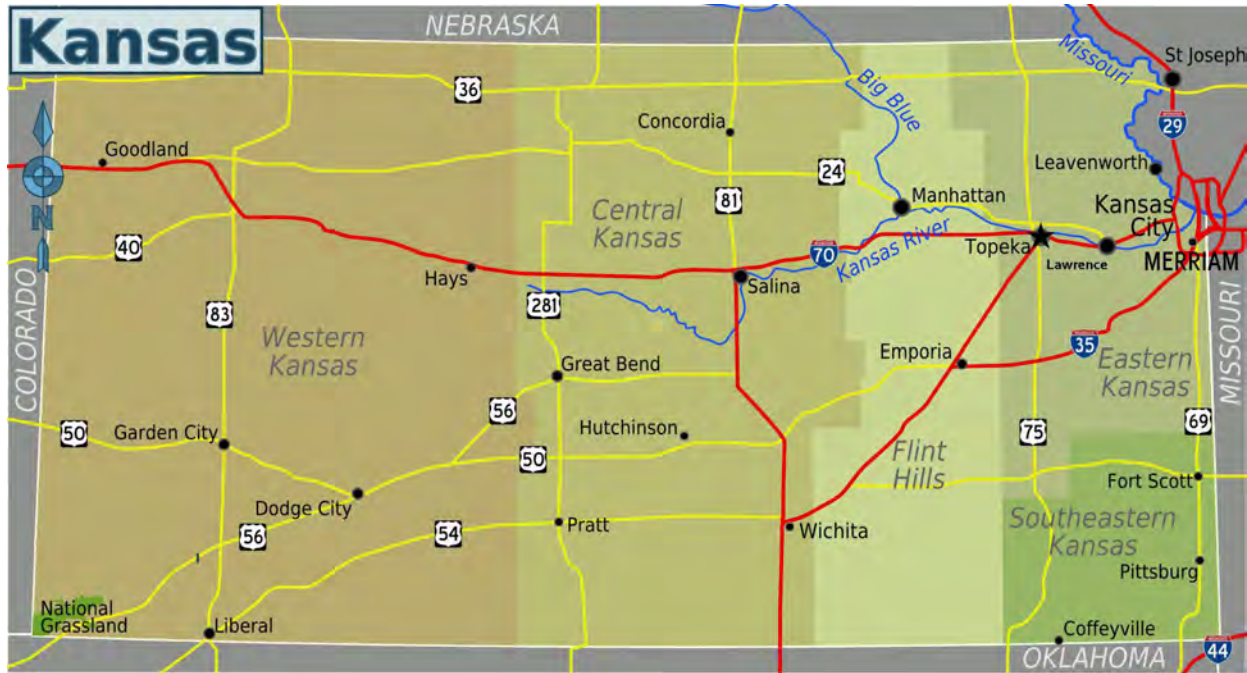 Kansas
NEBRASKA
Missouri
St Joseph
36
Big Blue
Concordia
29
Goodland
Leavenworth
24
81
Manhattan
Kansas
City
Central
Kansas
N
40
70
Kansas River
Topeka
Lawrence
MERRIAM
Hays
Salina
281
83
COLORADO
MISSOURI
Western
Kansas
35
Great Bend
Emporia
Eastern
Kansas
56
50
Garden City
Hutchinson
75
69
50
Flint
Hills
Fort Scott
Dodge City
56
54
Pratt
Wichita
Southeastern
Kansas
Pittsburg
National
Grassland
Liberal
Coffeyville
OKLAHOMA
44